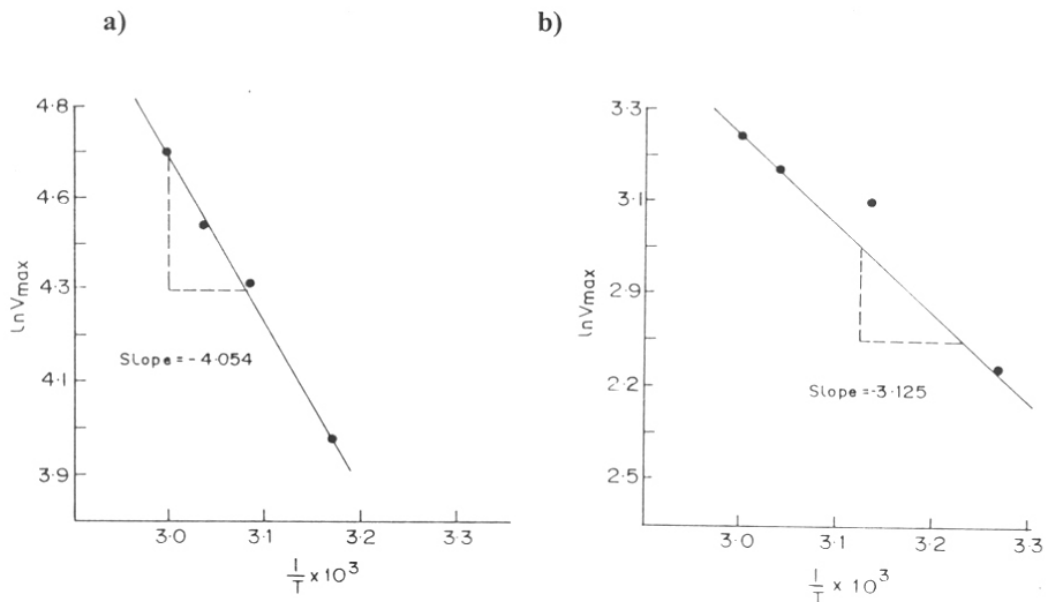 a)
4.8
4.6
4.3
4.1
3.9
ln Vmax
Slope = - 4.054
3.0 3.1 3.2 3.3
1/T × 10³
b)
3.3
3.1
2.9
2.2
2.5
ln Vmax
Slope = -3.125
3.0 3.1 3.2 3.3
1/T × 10³